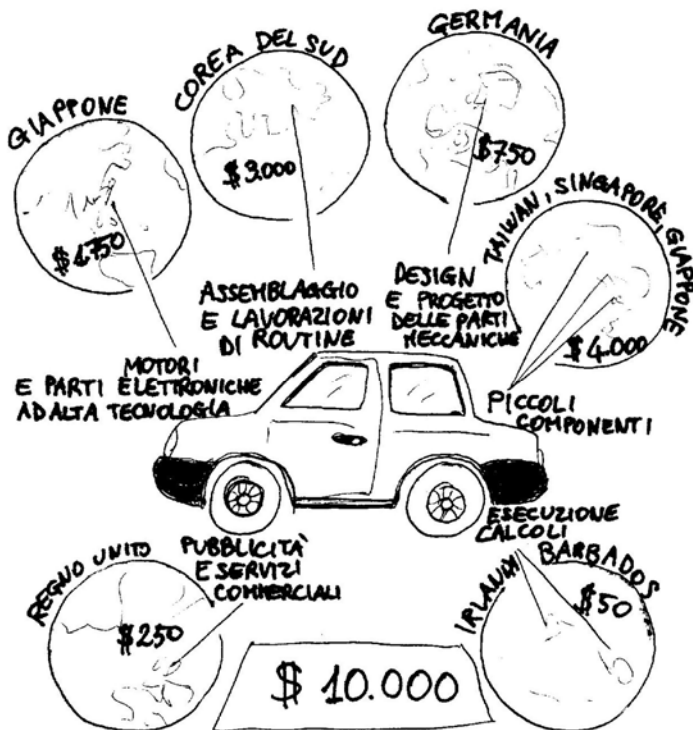 COREA DEL SUD
$ 3.000
ASSEMBLAGGIO
E LAVORAZIONI
DI ROUTINE
GERMANIA
$750
DESIGN
E PROGETTO
DELLE PARTI
MECCANICHE
GIAPPONE
$ 1.750
MOTORI
E PARTI ELETTRONICHE
AD ALTA TECNOLOGIA
TAIWAN, SINGAPORE, GIAPPONE
$ 4.000
PICCOLI
COMPONENTI
REGNO UNITO
$ 250
PUBBLICITÀ
E SERVIZI
COMMERCIALI
ESECUZIONE
CALCOLI
IRLANDA BARBADOS
$ 50
$ 10.000